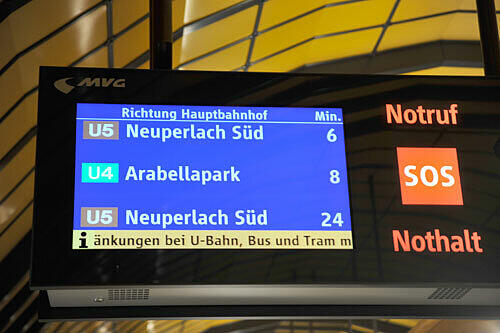 MVG
Richtung Hauptbahnhof Min.
U5 Neuperlach Süd 6
U4 Arabellapark 8
U5 Neuperlach Süd 24
i änkungen bei U-Bahn, Bus und Tram m
Notruf
SOS
Nothalt